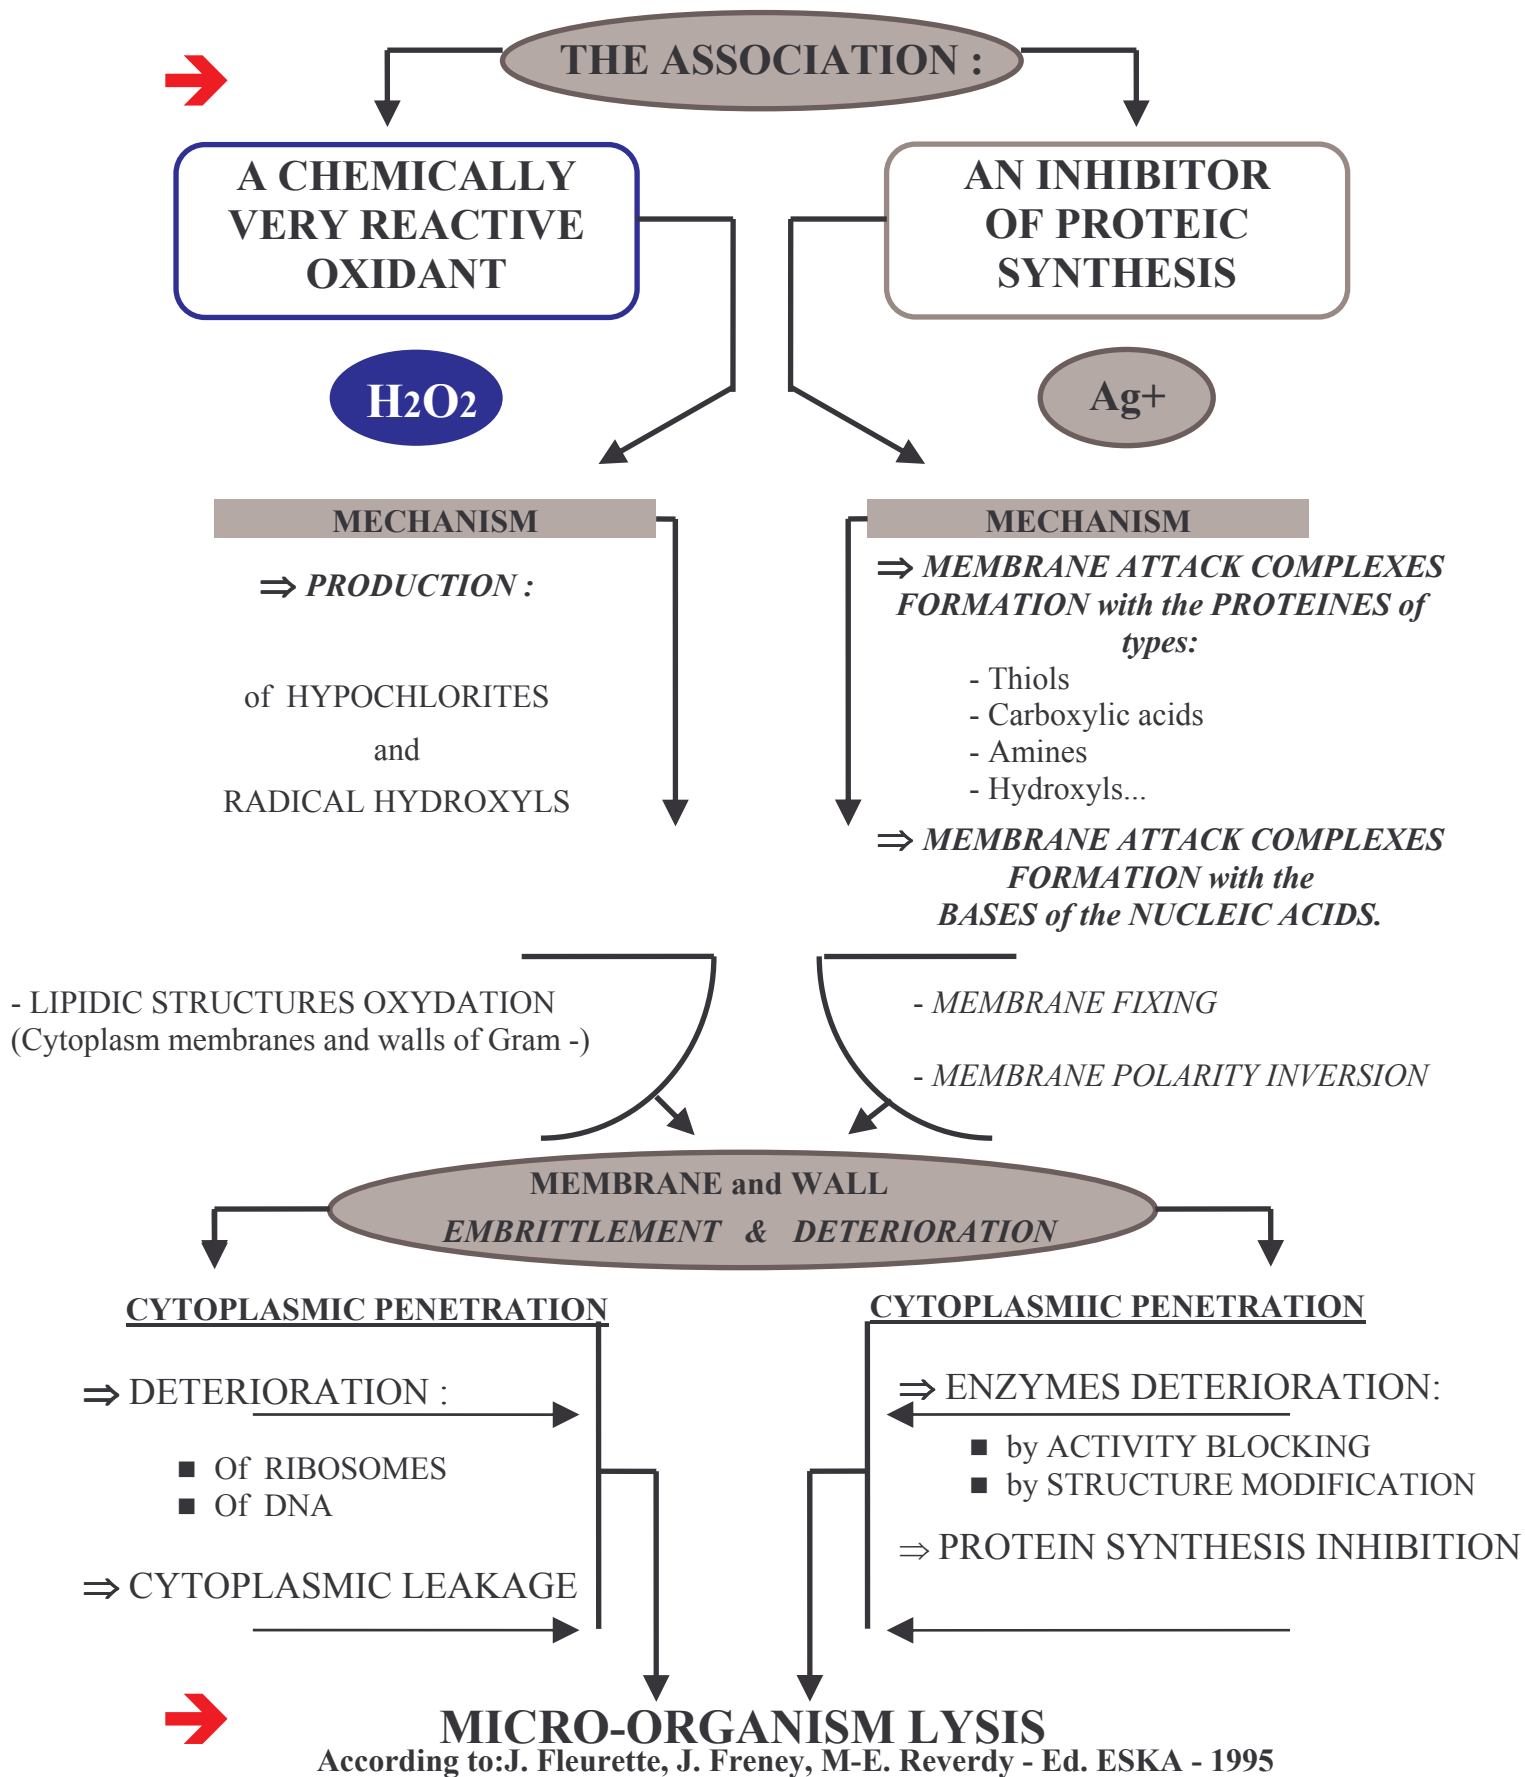 THE ASSOCIATION :
A CHEMICALLY
VERY REACTIVE
OXIDANT
AN INHIBITOR
OF PROTEIC
SYNTHESIS
H2O2
Ag+
MECHANISM
⇒ PRODUCTION :
of HYPOCHLORITES
and
RADICAL HYDROXYLS
MECHANISM
⇒ MEMBRANE ATTACK COMPLEXES
FORMATION with the PROTEINES of
types:
- Thiols
- Carboxylic acids
- Amines
- Hydroxyls...
⇒ MEMBRANE ATTACK COMPLEXES
FORMATION with the
BASES of the NUCLEIC ACIDS.
- LIPIDIC STRUCTURES OXYDATION
(Cytoplasm membranes and walls of Gram -)
- MEMBRANE FIXING
- MEMBRANE POLARITY INVERSION
MEMBRANE and WALL
EMBRITTLEMENT & DETERIORATION
CYTOPLASMIC PENETRATION
⇒ DETERIORATION :
■ Of RIBOSOMES
■ Of DNA
⇒ CYTOPLASMIC LEAKAGE
CYTOPLASMIIC PENETRATION
⇒ ENZYMES DETERIORATION:
■ by ACTIVITY BLOCKING
■ by STRUCTURE MODIFICATION
⇒ PROTEIN SYNTHESIS INHIBITION
MICRO-ORGANISM LYSIS
According to:J. Fleurette, J. Freney, M-E. Reverdy - Ed. ESKA - 1995